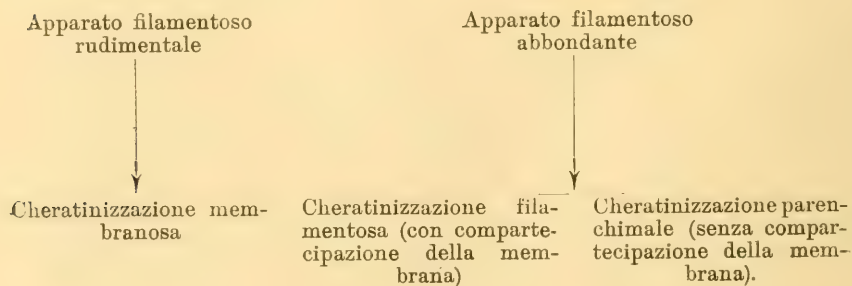 Apparato filamentoso
rudimentale
Apparato filamentoso
abbondante
Cheratinizzazione mem-
branosa
Cheratinizzazione fila-
mentosa (con comparte-
cipazione della mem-
brana)
Cheratinizzazione paren-
chimale (senza compar-
tecipazione della mem-
brana).